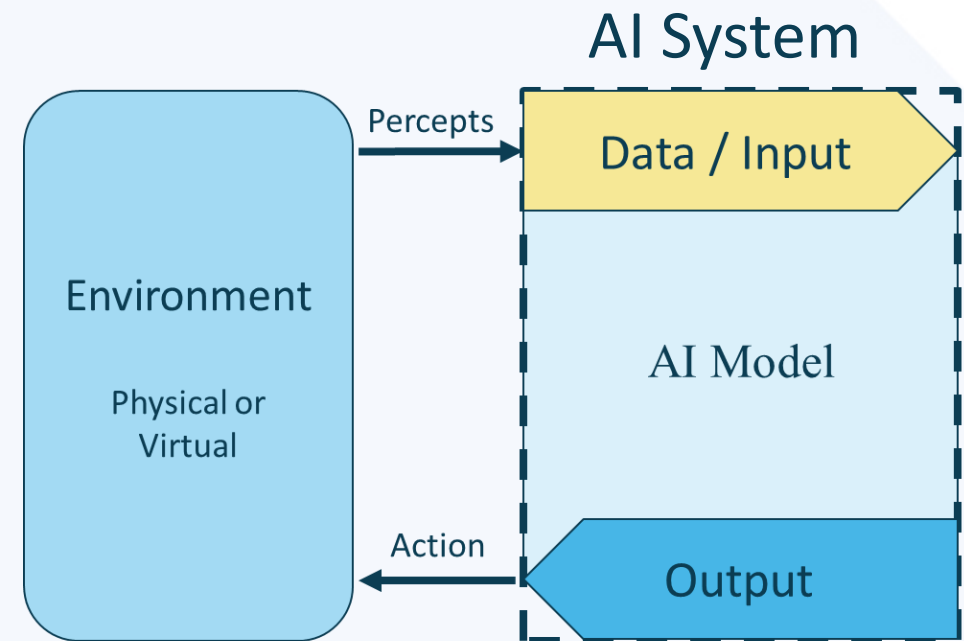 AI System
Percepts
Data / Input
Environment
AI Model
Physical or
Virtual
Action
Output